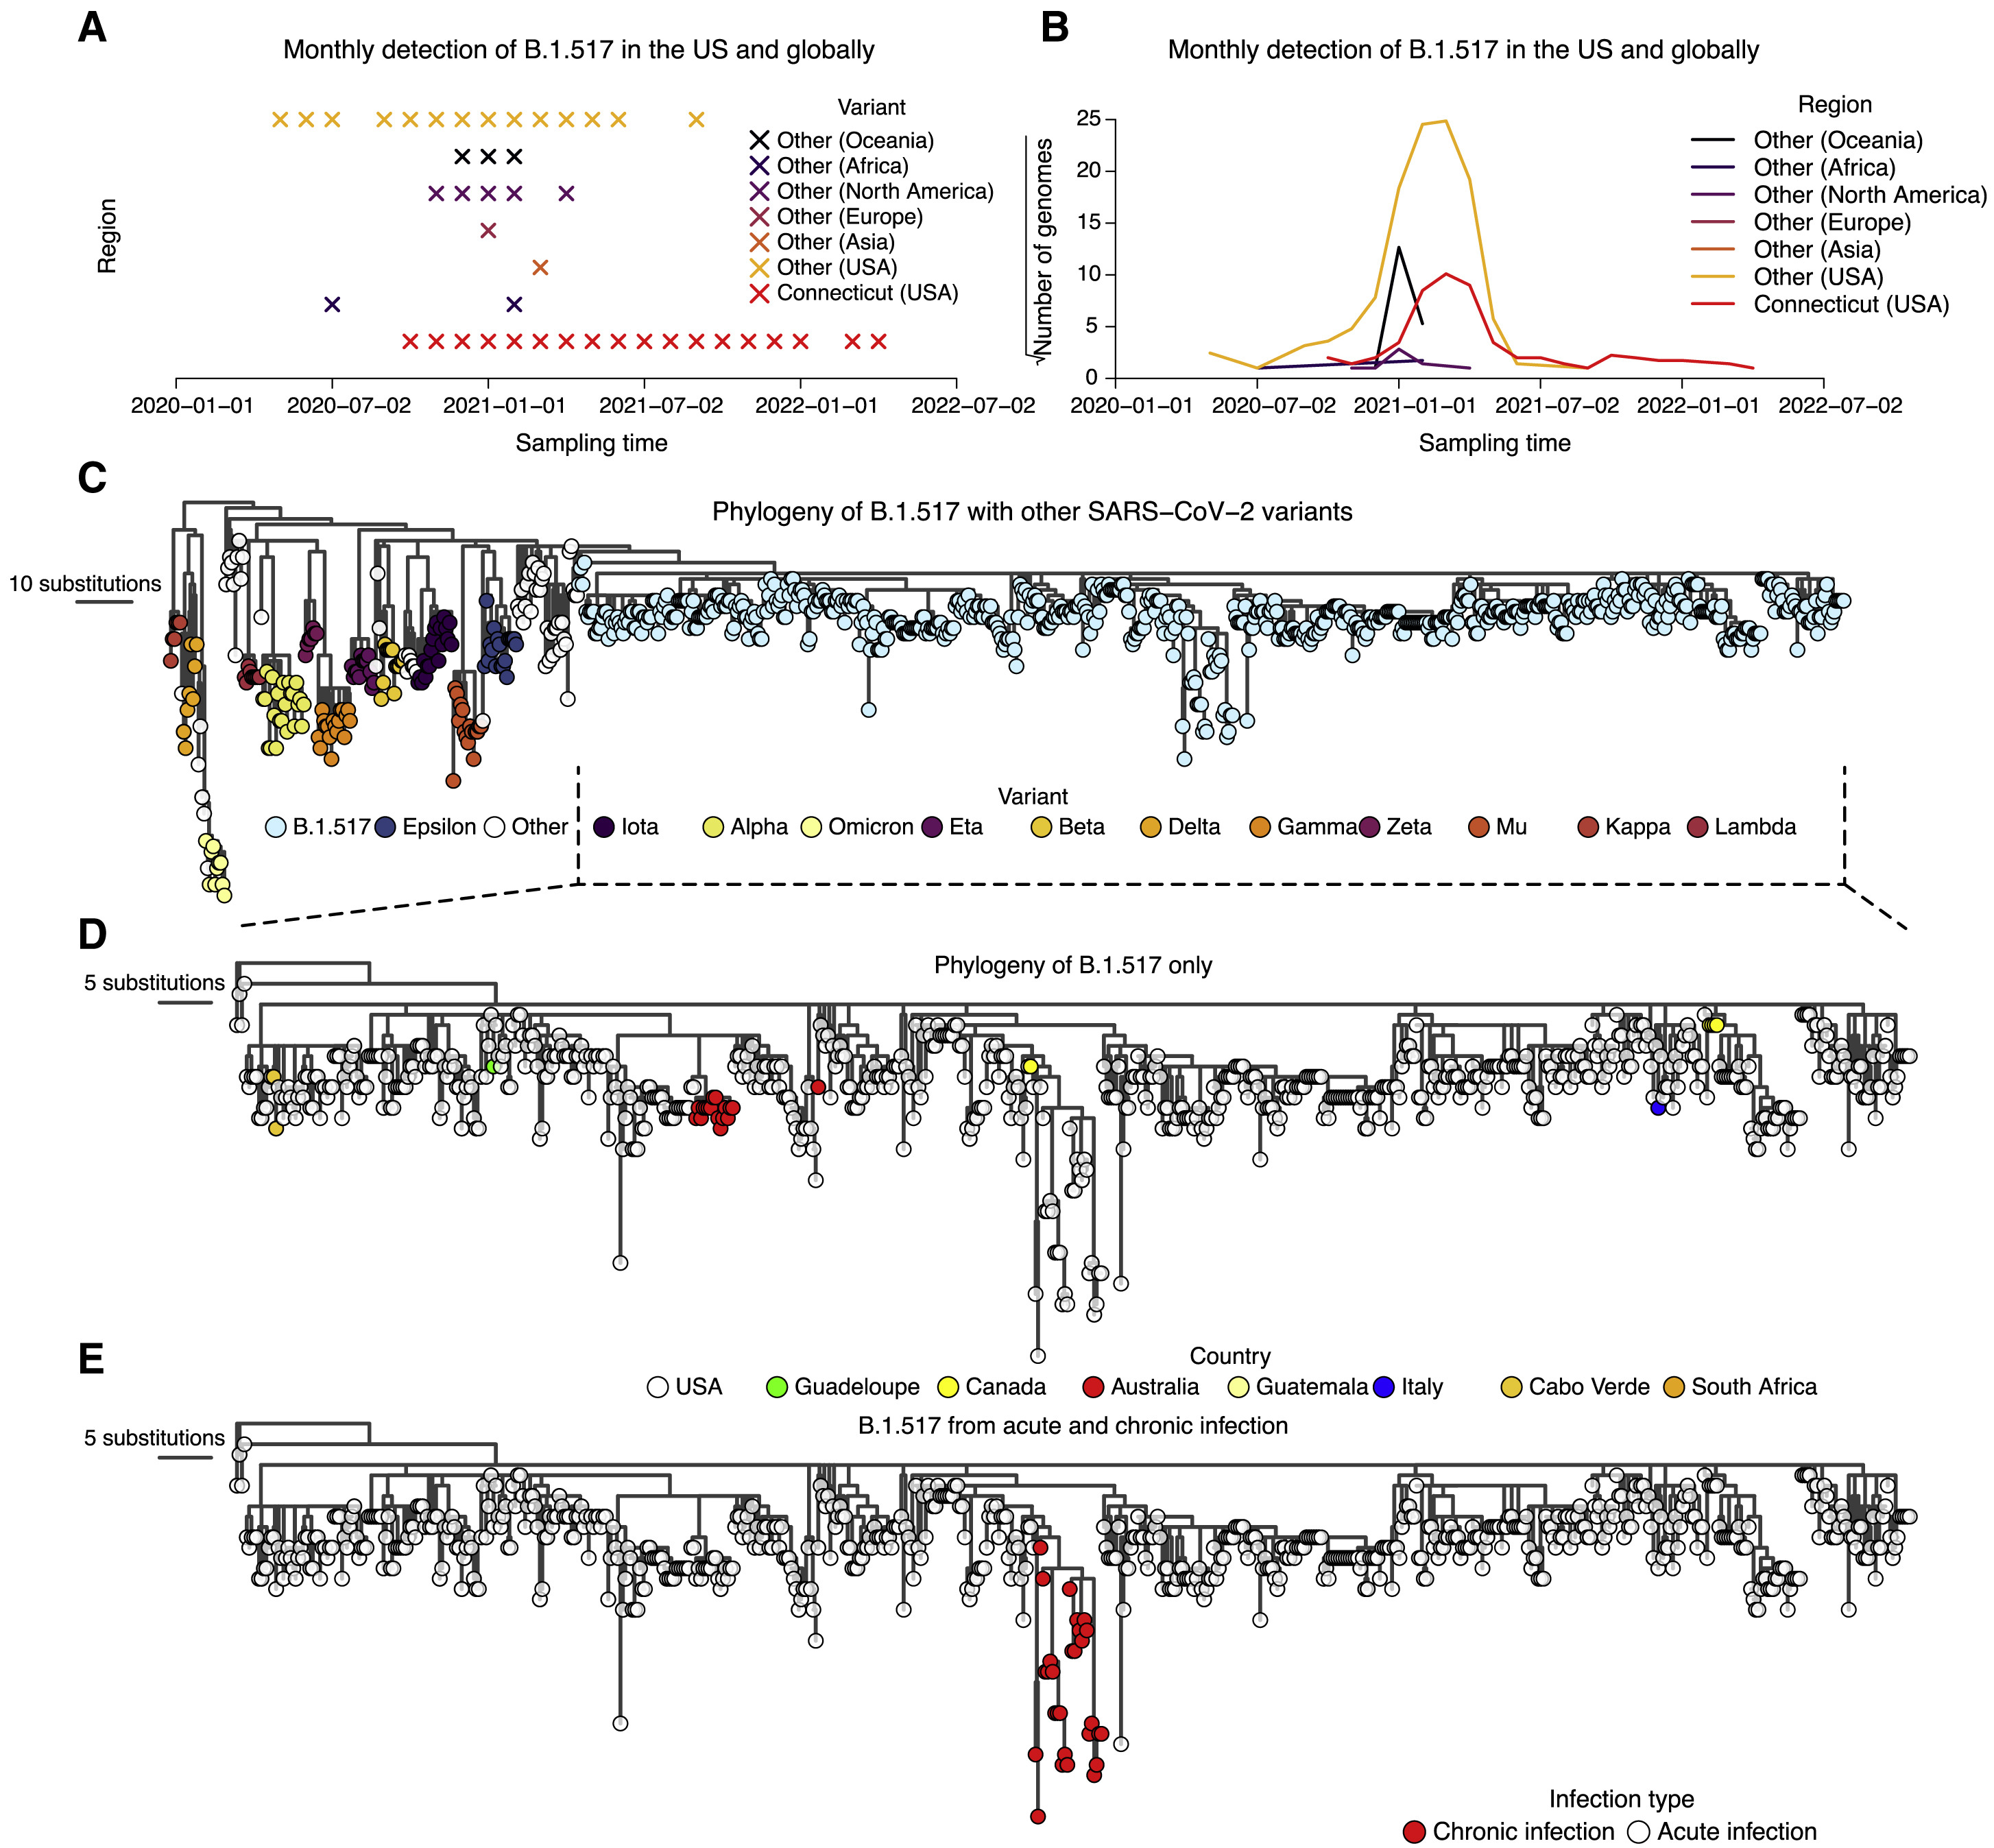 A
Monthly detection of B.1.517 in the US and globally
Region
Variant
Other (Oceania)
Other (Africa)
Other (North America)
Other (Europe)
Other (Asia)
Other (USA)
Connecticut (USA)
2020−01−01 2020−07−02 2021−01−01 2021−07−02 2022−01−01 2022−07−02
Sampling time
B
Monthly detection of B.1.517 in the US and globally
√Number of genomes
25
20
15
10
5
0
Region
Other (Oceania)
Other (Africa)
Other (North America)
Other (Europe)
Other (Asia)
Other (USA)
Connecticut (USA)
2020−01−01 2020−07−02 2021−01−01 2021−07−02 2022−01−01 2022−07−02
Sampling time
C
Phylogeny of B.1.517 with other SARS−CoV−2 variants
10 substitutions
Variant
B.1.517 Epsilon Other Iota Alpha Omicron Eta Beta Delta Gamma Zeta Mu Kappa Lambda
D
Phylogeny of B.1.517 only
5 substitutions
Country
USA Guadeloupe Canada Australia Guatemala Italy Cabo Verde South Africa
E
B.1.517 from acute and chronic infection
5 substitutions
Infection type
Chronic infection Acute infection